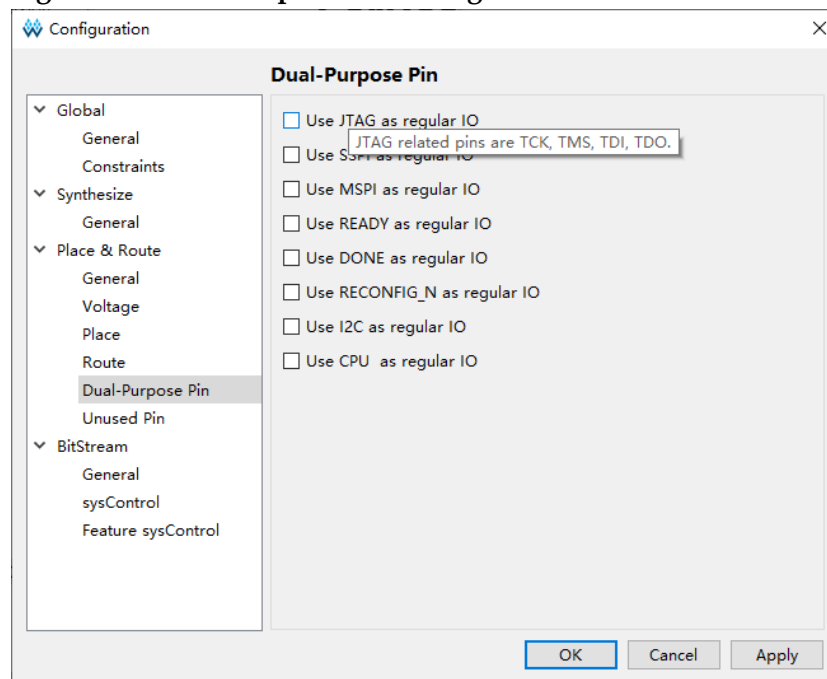 Configuration
Dual-Purpose Pin
Global
General
Constraints
Synthesize
General
Place & Route
General
Voltage
Place
Route
Dual-Purpose Pin
Unused Pin
BitStream
General
sysControl
Feature sysControl
Use JTAG as regular IO
JTAG related pins are TCK, TMS, TDI, TDO.
Use SSPI as regular IO
Use MSPI as regular IO
Use READY as regular IO
Use DONE as regular IO
Use RECONFIG_N as regular IO
Use I2C as regular IO
Use CPU as regular IO
OK Cancel Apply